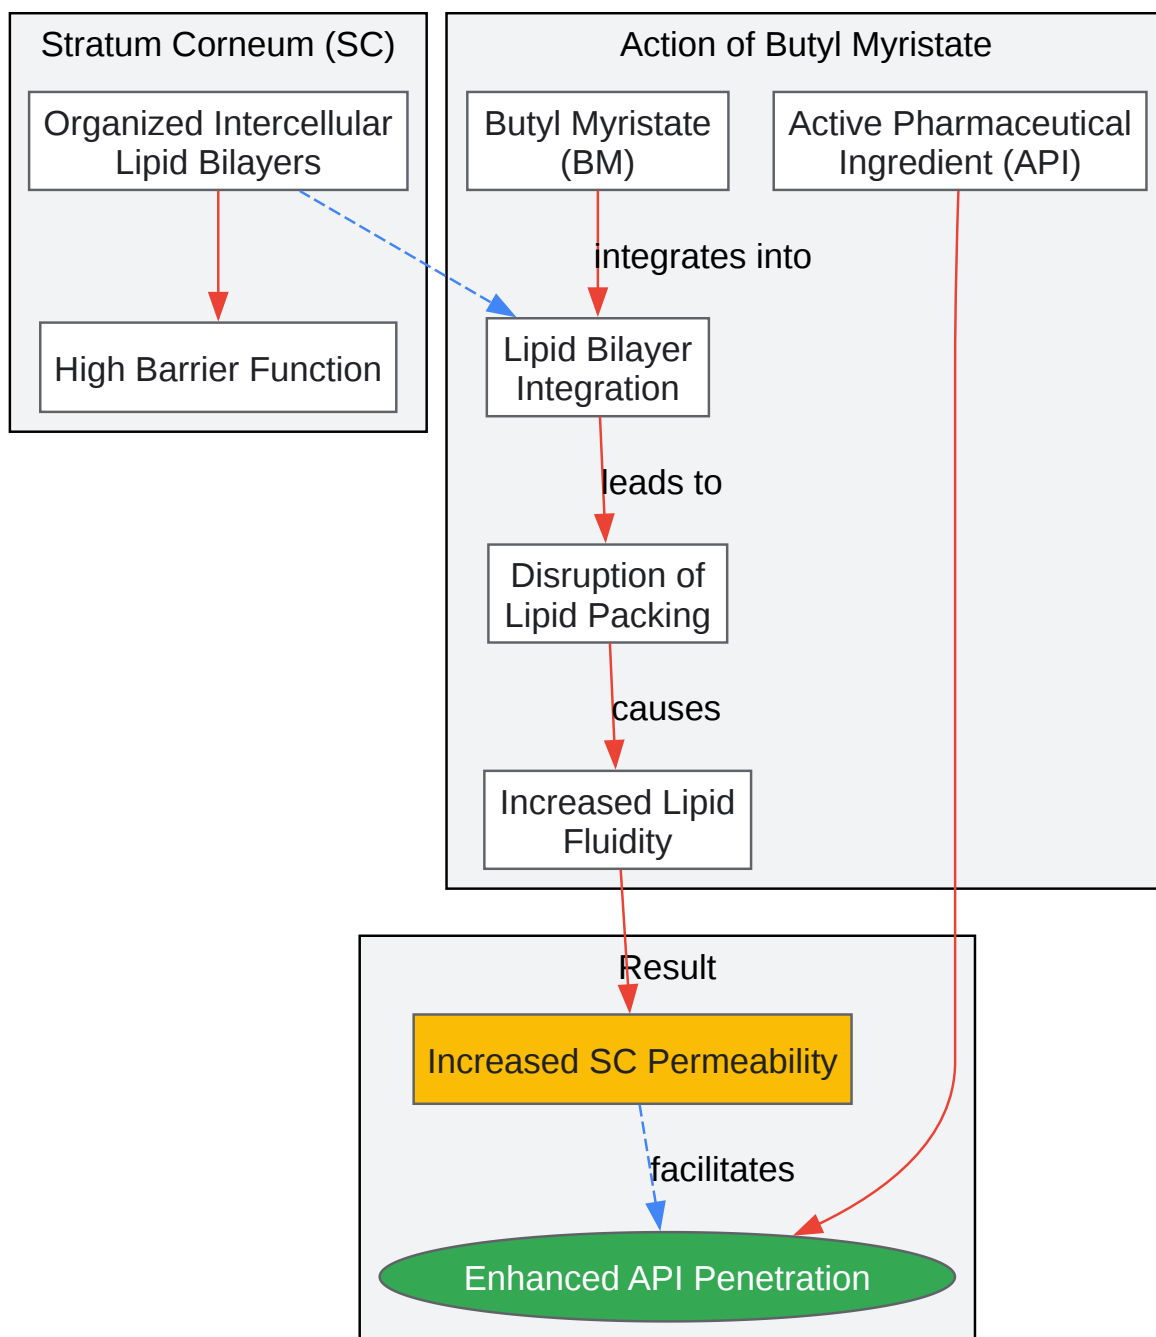 Stratum Corneum (SC)
Organized Intercellular
Lipid Bilayers
High Barrier Function
Action of Butyl Myristate
Butyl Myristate
(BM)
Active Pharmaceutical
Ingredient (API)
integrates into
Lipid Bilayer
Integration
leads to
Disruption of
Lipid Packing
causes
Increased Lipid
Fluidity
Result
Increased SC Permeability
facilitates
Enhanced API Penetration